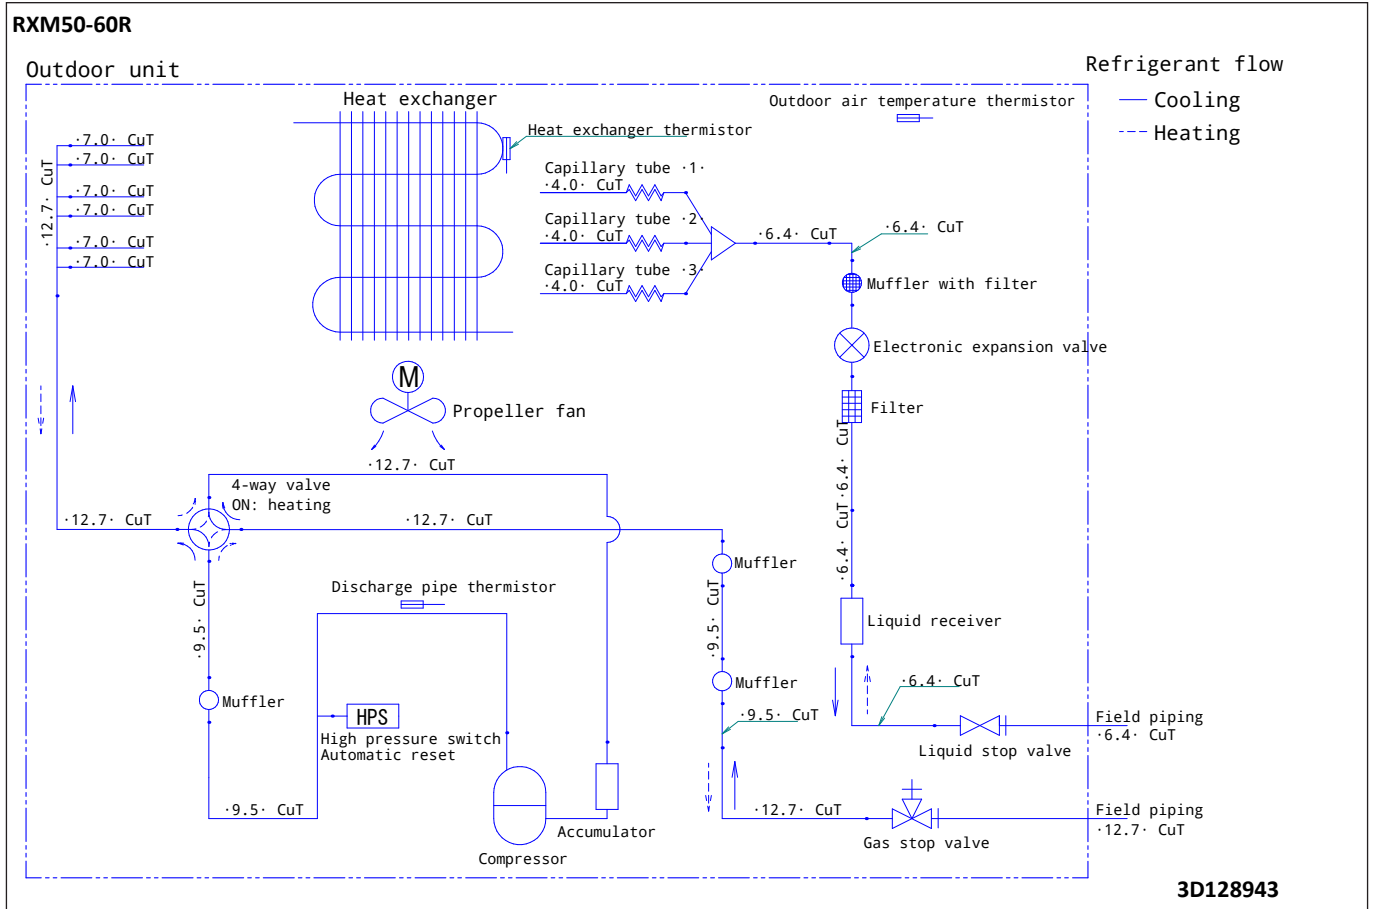 RXM50-60R
Outdoor unit
Refrigerant flow
Cooling
Heating
Heat exchanger
Outdoor air temperature thermistor
Heat exchanger thermistor
·7.0· CuT
·7.0· CuT
·7.0· CuT
·7.0· CuT
·7.0· CuT
·7.0· CuT
·12.7· CuT
Capillary tube ·1·
·4.0· CuT
Capillary tube ·2·
·4.0· CuT
Capillary tube ·3·
·4.0· CuT
·6.4· CuT
·6.4· CuT
Muffler with filter
Electronic expansion valve
Filter
M
Propeller fan
·6.4· CuT
·6.4· CuT
·12.7· CuT
4-way valve
ON: heating
·12.7· CuT
·12.7· CuT
Muffler
·9.5· CuT
Discharge pipe thermistor
·9.5· CuT
Liquid receiver
Muffler
Muffler
·6.4· CuT
HPS
High pressure switch
Automatic reset
·9.5· CuT
Field piping
·6.4· CuT
Liquid stop valve
·9.5· CuT
·12.7· CuT
Field piping
·12.7· CuT
Accumulator
Compressor
Gas stop valve
3D128943